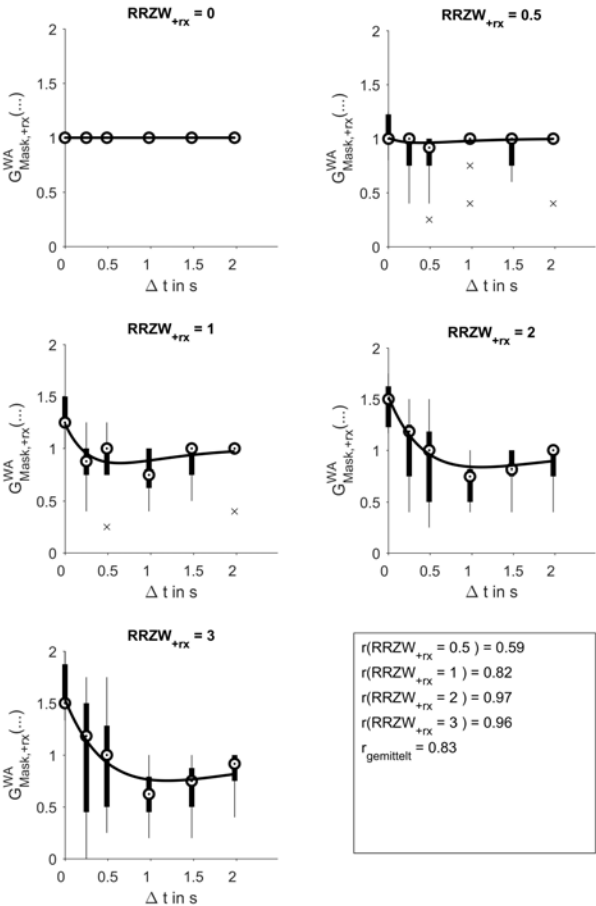 RRZW+rx = 0
2
1.5
1
0.5
0
G^WA_Mask,+rx(...)
0 0.5 1 1.5 2
Δ t in s
RRZW+rx = 0.5
2
1.5
1
0.5
0
G^WA_Mask,+rx(...)
0 0.5 1 1.5 2
Δ t in s
RRZW+rx = 1
2
1.5
1
0.5
0
G^WA_Mask,+rx(...)
0 0.5 1 1.5 2
Δ t in s
RRZW+rx = 2
2
1.5
1
0.5
0
G^WA_Mask,+rx(...)
0 0.5 1 1.5 2
Δ t in s
RRZW+rx = 3
2
1.5
1
0.5
0
G^WA_Mask,+rx(...)
0 0.5 1 1.5 2
Δ t in s
r(RRZW+rx = 0.5 ) = 0.59
r(RRZW+rx = 1 ) = 0.82
r(RRZW+rx = 2 ) = 0.97
r(RRZW+rx = 3 ) = 0.96
r_gemittelt = 0.83